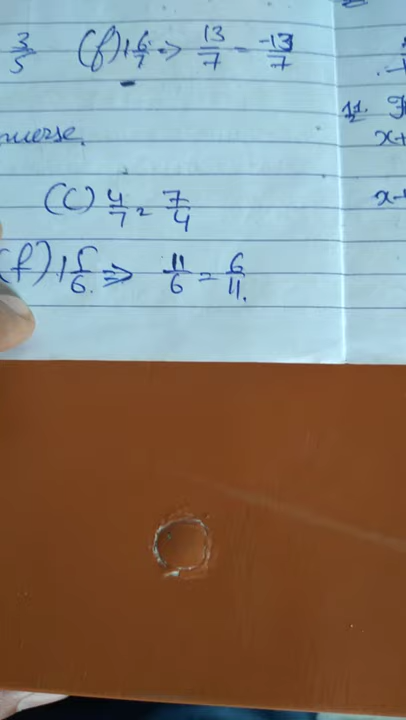 3/5 (f) 1 6/7 => 13/7 = -13/7
11.
x+
(C) 4/7 = 7/4
x+
(f) 1 5/6 => 11/6 = 6/11.